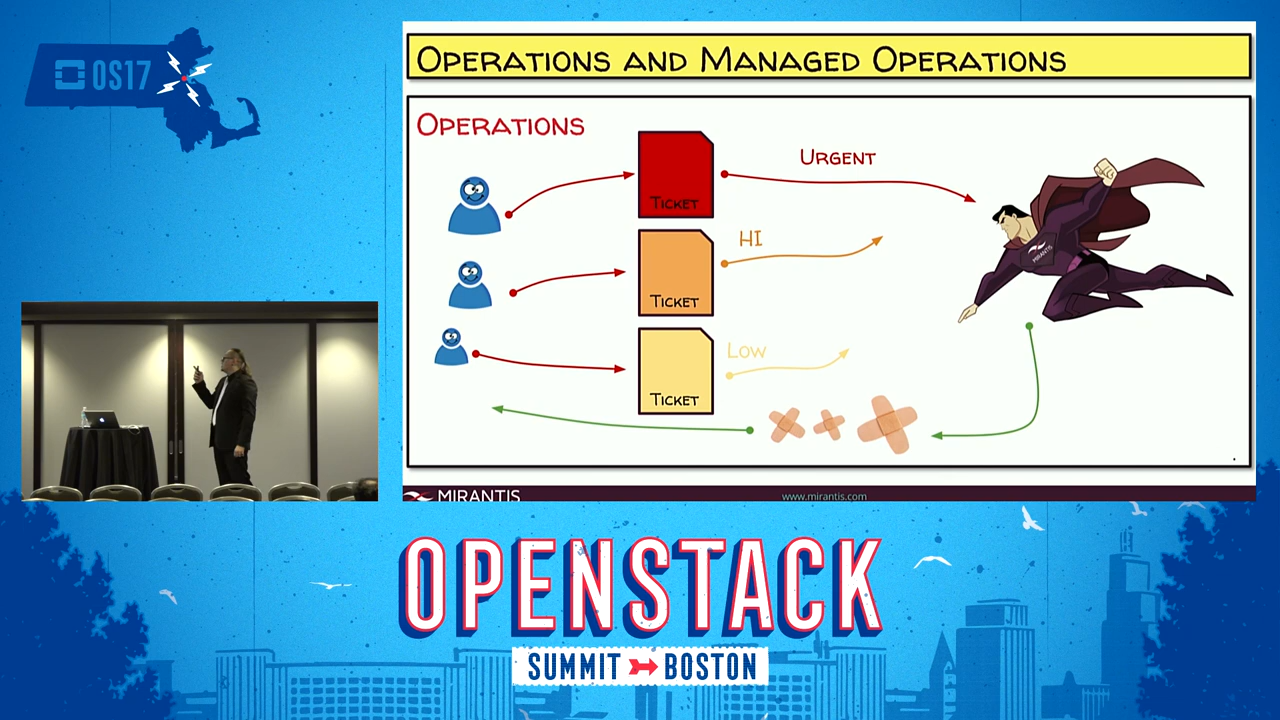 OS17
OPERATIONS AND MANAGED OPERATIONS
OPERATIONS
URGENT
TICKET
HI
MIRANTIS
TICKET
LOW
TICKET
MIRANTIS
www.mirantis.com
OPENSTACK
SUMMIT BOSTON